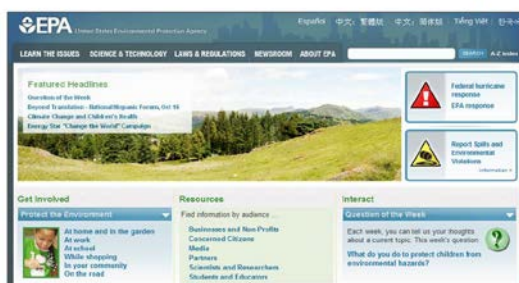 EPA United States Environmental Protection Agency
Español 中文: 繁體版 中文: 简体版 Tiếng Việt 한국어
LEARN THE ISSUES SCIENCE & TECHNOLOGY LAWS & REGULATIONS NEWSROOM ABOUT EPA SEARCH A-Z Index
Featured Headlines
Question of the Week
Beyond Translation - National Hispanic Forum, Oct 16
Climate Change and Children's Health
Energy Star "Change the World" Campaign
Federal hurricane
response
EPA response
Report Spills and
Environmental
Violations
Information »
Get Involved
Protect the Environment
At home and in the garden
At work
At school
While shopping
In your community
On the road
Resources
Find information by audience ...
Businesses and Non Profits
Concerned Citizens
Media
Partners
Scientists and Researchers
Students and Educators
Interact
Question of the Week
Each week, you can tell us your thoughts
about a current topic. This week's question
What do you do to protect children from
environmental hazards?